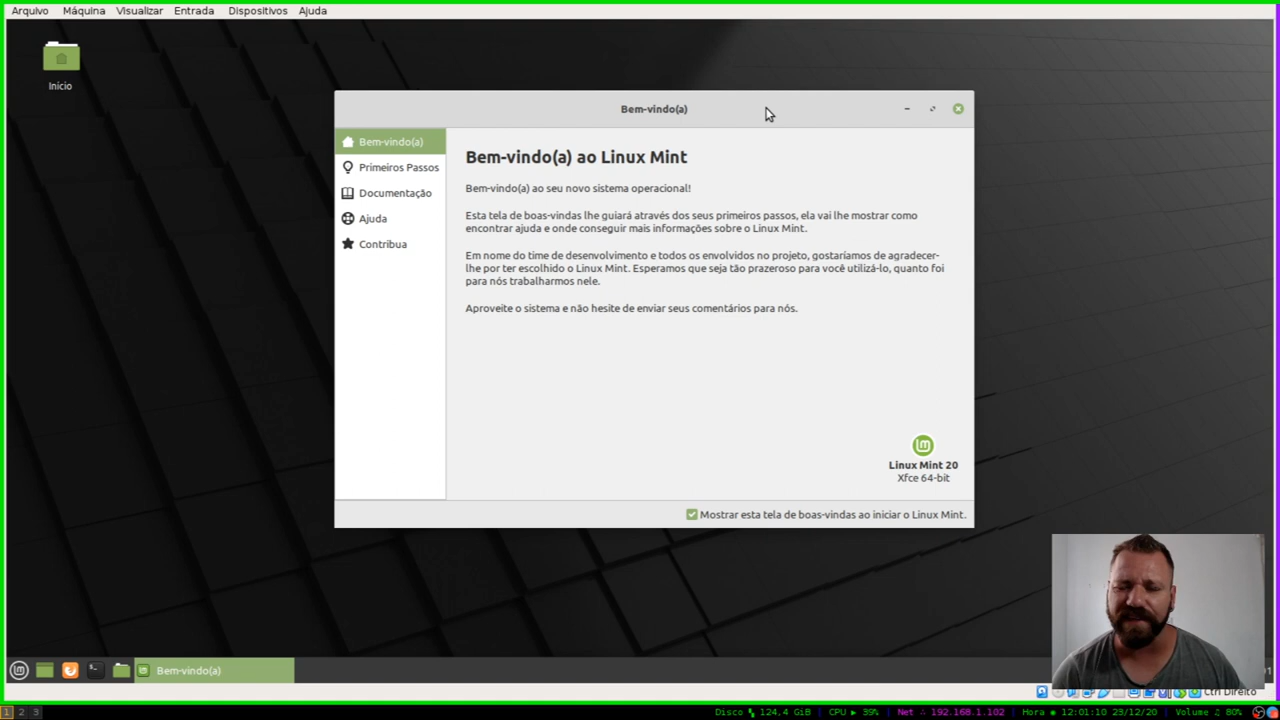 Arquivo Máquina Visualizar Entrada Dispositivos Ajuda
Início
Bem-vindo(a)
Bem-vindo(a)
Primeiros Passos
Documentação
Ajuda
Contribua
Bem-vindo(a) ao Linux Mint
Bem-vindo(a) ao seu novo sistema operacional!
Esta tela de boas-vindas lhe guiará através dos seus primeiros passos, ela vai lhe mostrar como
encontrar ajuda e onde conseguir mais informações sobre o Linux Mint.
Em nome do time de desenvolvimento e todos os envolvidos no projeto, gostaríamos de agradecer-
lhe por ter escolhido o Linux Mint. Esperamos que seja tão prazeroso para você utilizá-lo, quanto foi
para nós trabalharmos nele.
Aproveite o sistema e não hesite de enviar seus comentários para nós.
Linux Mint 20
Xfce 64-bit
Mostrar esta tela de boas-vindas ao iniciar o Linux Mint.
Bem-vindo(a)
Ctrl Direito
1 2 3 Disco 124,4 GiB CPU 39% Net 192.168.1.102 Hora 12:01:10 23/12/20 Volume 80%